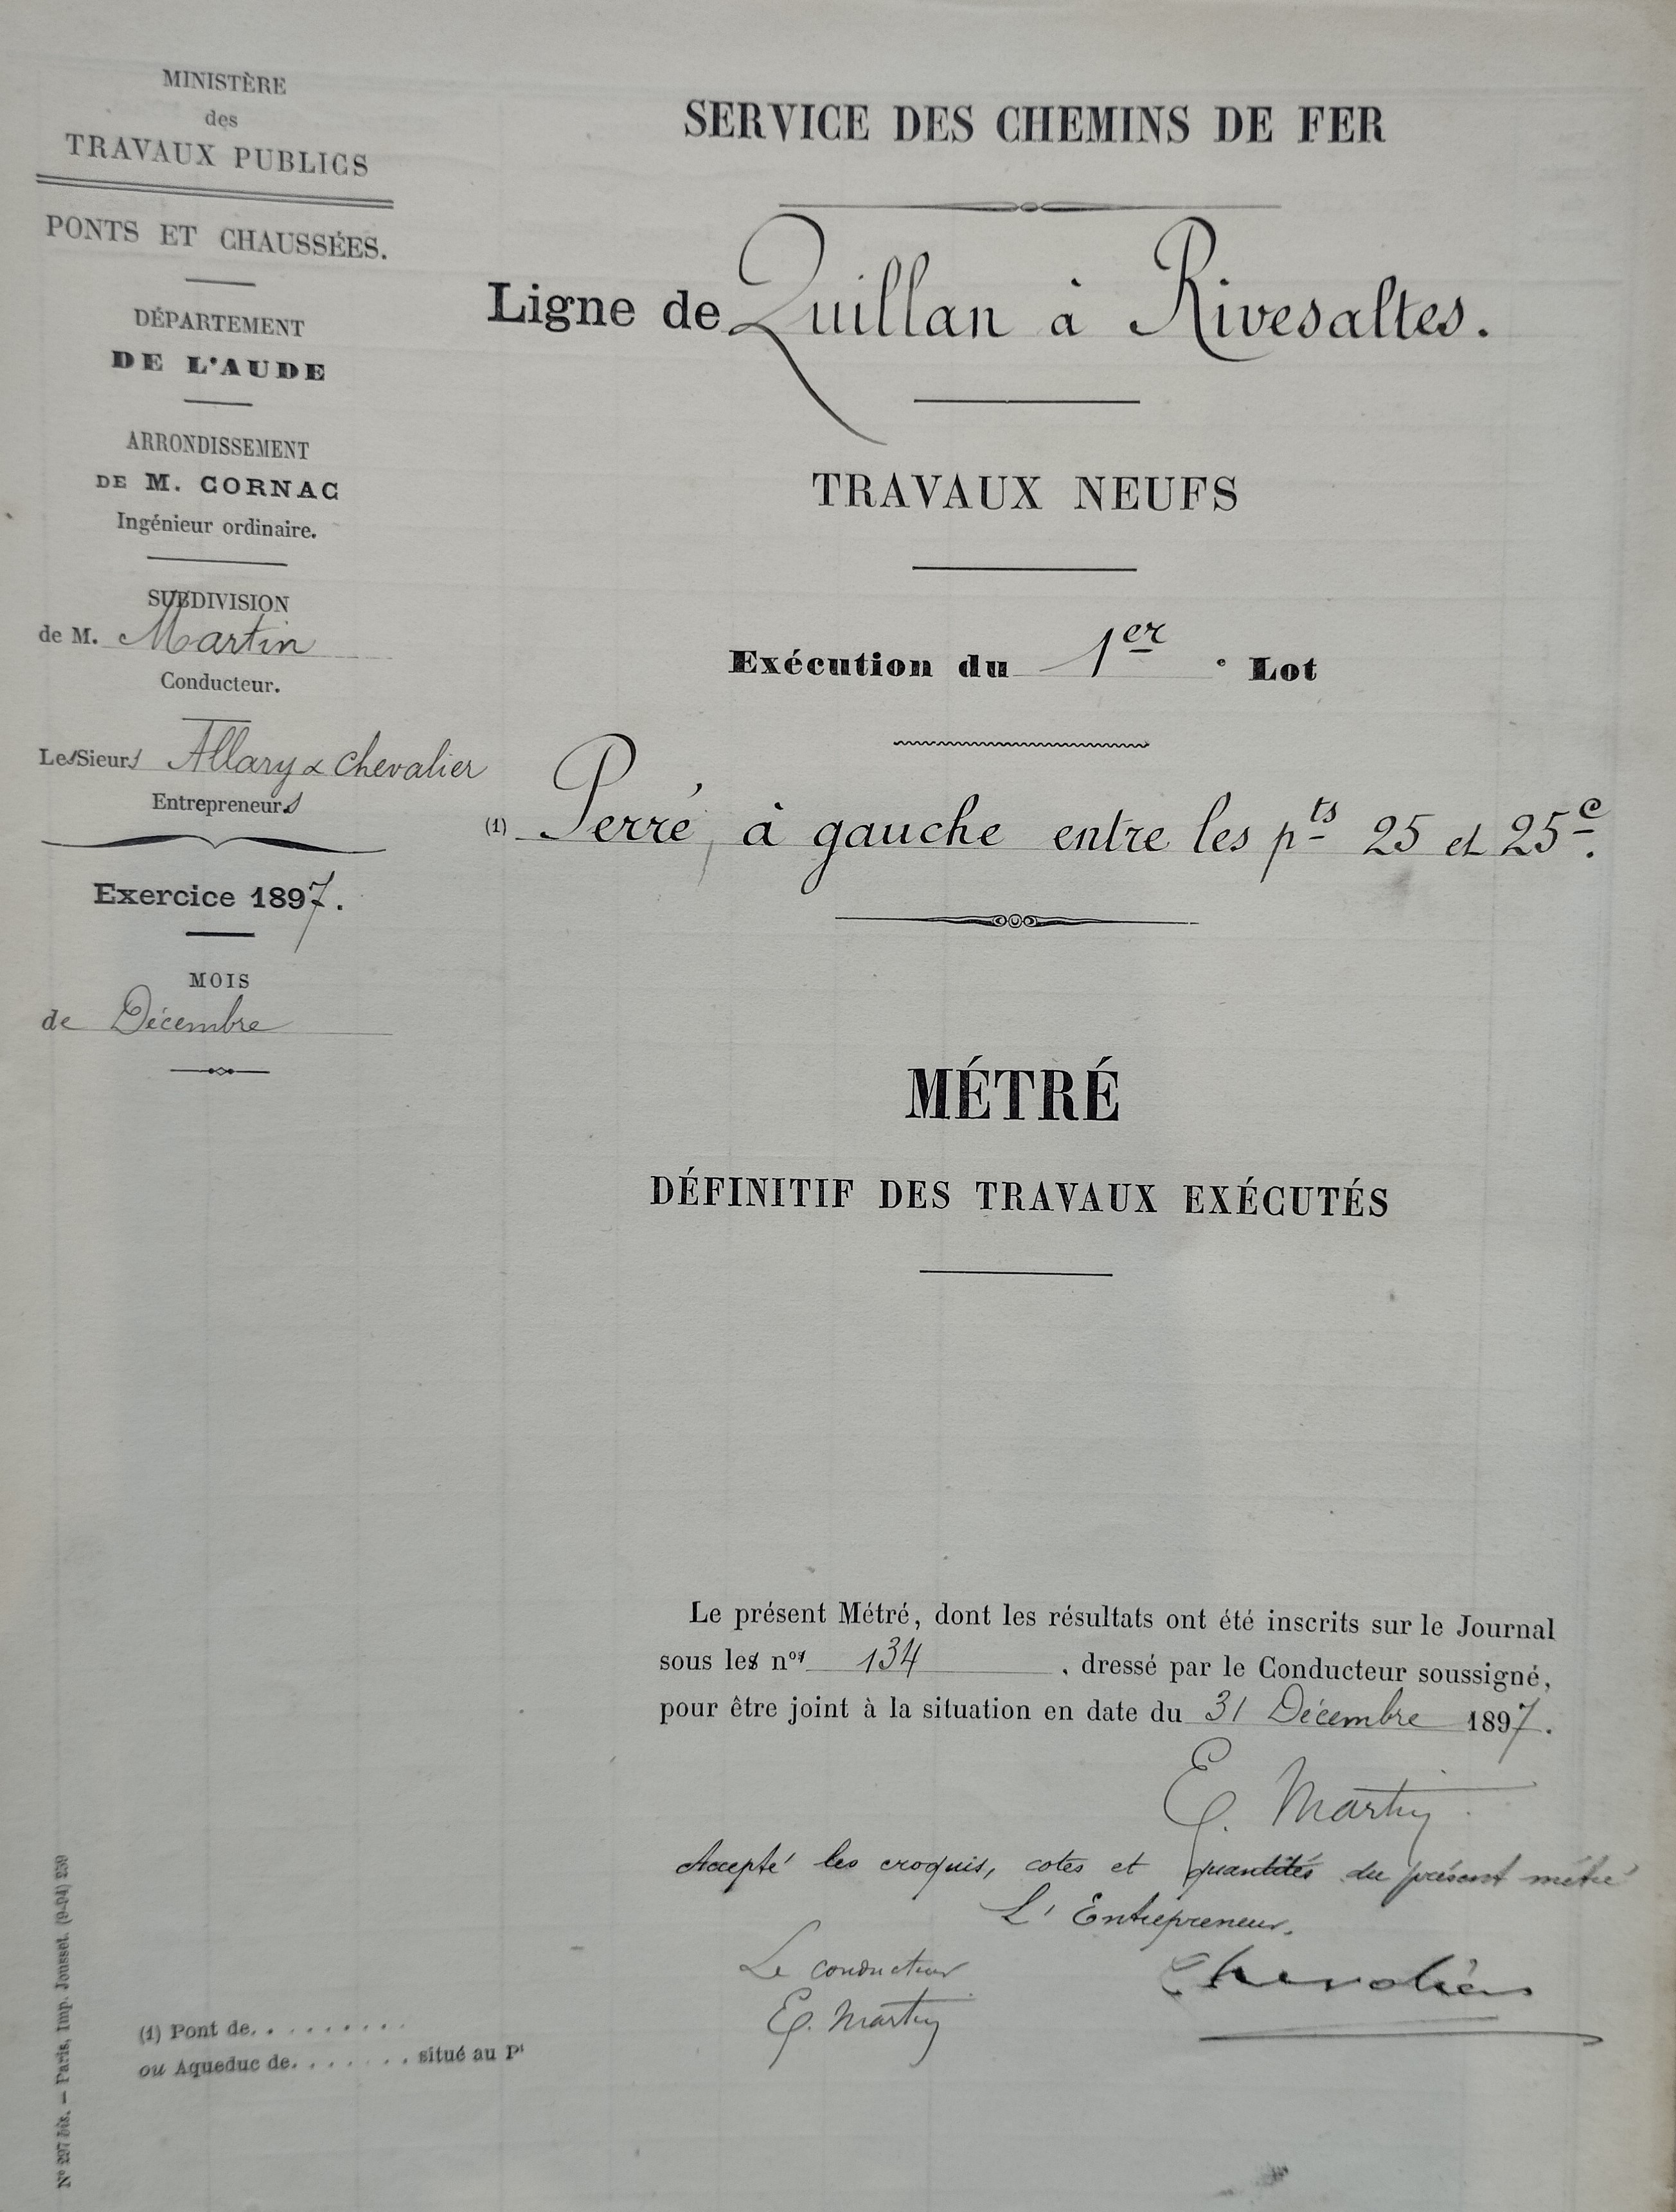 MINISTÈRE
des
TRAVAUX PUBLICS
PONTS ET CHAUSSÉES.
DÉPARTEMENT
DE L'AUDE
ARRONDISSEMENT
DE M. CORNAC
Ingénieur ordinaire.
SUBDIVISION
de M. Martin
Conducteur.
Les Sieurs Allary & Chevalier
Entrepreneurs
Exercice 1897.
MOIS
de Décembre
SERVICE DES CHEMINS DE FER
Ligne de Quillan à Rivesaltes.
TRAVAUX NEUFS
Exécution du 1er e Lot
(1) Perré, à gauche entre les pts 25 et 25e.
MÉTRÉ
DÉFINITIF DES TRAVAUX EXÉCUTÉS
Le présent Métré, dont les résultats ont été inscrits sur le Journal
sous les nos 134, dressé par le Conducteur soussigné,
pour être joint à la situation en date du 31 Décembre 1897.
E. Martin
Accepté les croquis, cotes et quantités du présent métré
L'Entrepreneur,
Le conducteur
E. Martin
Chevalier
(1) Pont de. . . . . . . . .
ou Aqueduc de. . . . . . . situé au Pt
N° 297 bis. — Paris, Imp. Jousset. (9-94) 259